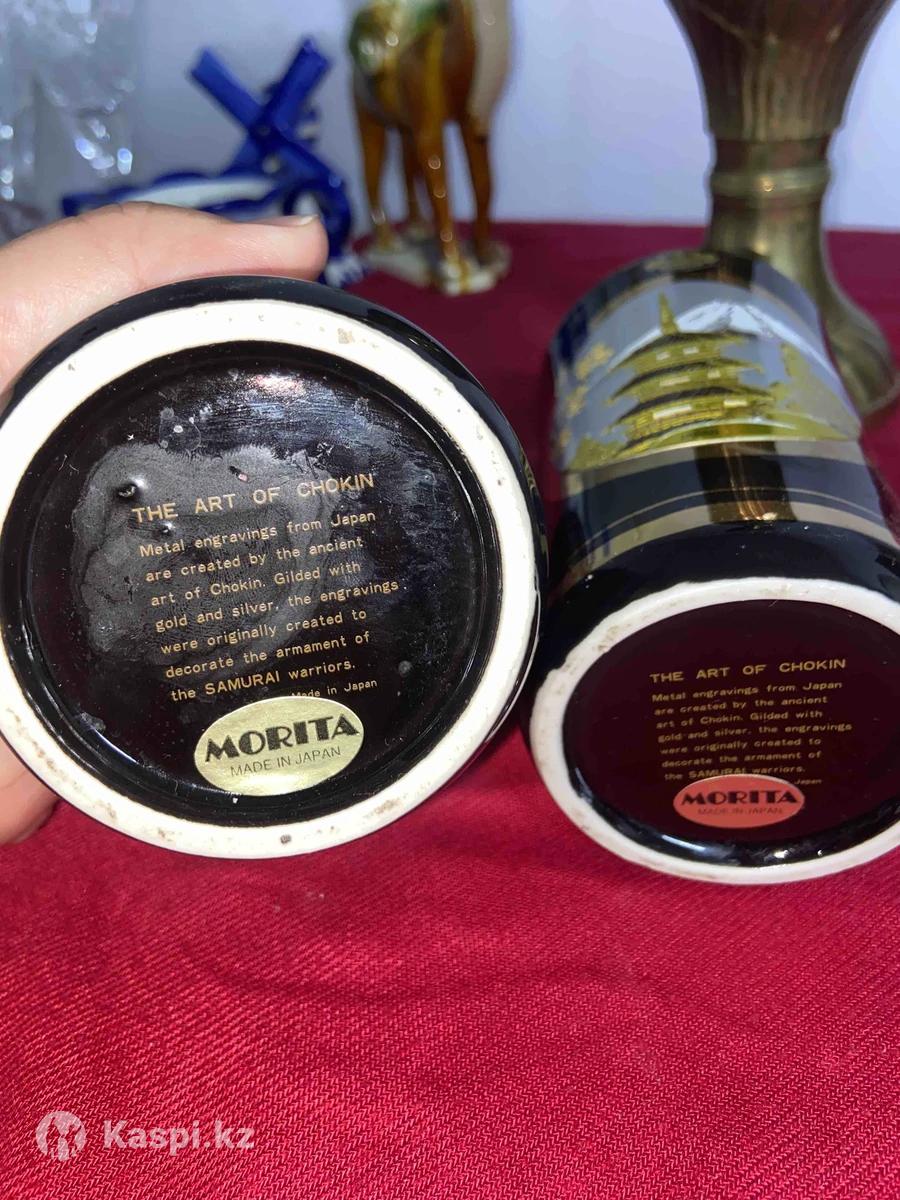 THE ART OF CHOKIN
Metal engravings from Japan
are created by the ancient
art of Chokin. Gilded with
gold and silver, the engravings
were originally created to
decorate the armament of
the SAMURAI warriors.
Made in Japan
MORITA
MADE IN JAPAN
THE ART OF CHOKIN
Metal engravings from Japan
are created by the ancient
art of Chokin. Gilded with
gold and silver, the engravings
were originally created to
decorate the armament of
the SAMURAI warriors.
Japan
MORITA
MADE IN JAPAN
Kaspi.kz